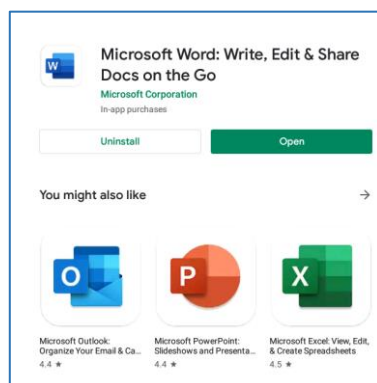 W
Microsoft Word: Write, Edit & Share
Docs on the Go
Microsoft Corporation
In-app purchases
Uninstall
Open
You might also like
O
P
X
Microsoft Outlook:
Organize Your Email & Ca...
4.4 ★
Microsoft PowerPoint:
Slideshows and Presenta...
4.4 ★
Microsoft Excel: View, Edit,
& Create Spreadsheets
4.5 ★